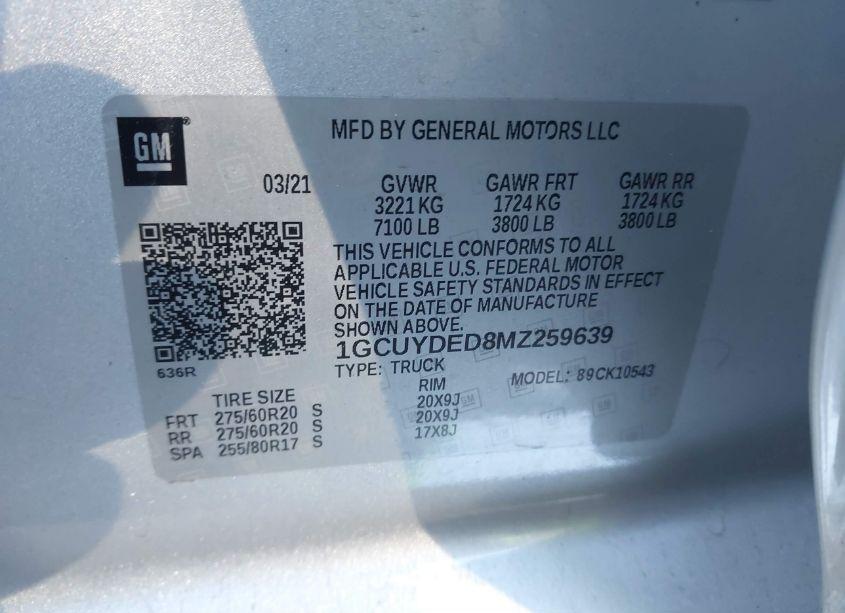 GM
MFD BY GENERAL MOTORS LLC
03/21
GVWR GAWR FRT GAWR RR
3221 KG 1724 KG 1724 KG
7100 LB 3800 LB 3800 LB
THIS VEHICLE CONFORMS TO ALL
APPLICABLE U.S. FEDERAL MOTOR
VEHICLE SAFETY STANDARDS IN EFFECT
ON THE DATE OF MANUFACTURE
SHOWN ABOVE.
1GCUYDED8MZ259639
636R
TYPE: TRUCK MODEL: 89CK10543
TIRE SIZE RIM
FRT 275/60R20 S 20X9J
RR 275/60R20 S 20X9J
SPA 255/80R17 S 17X8J